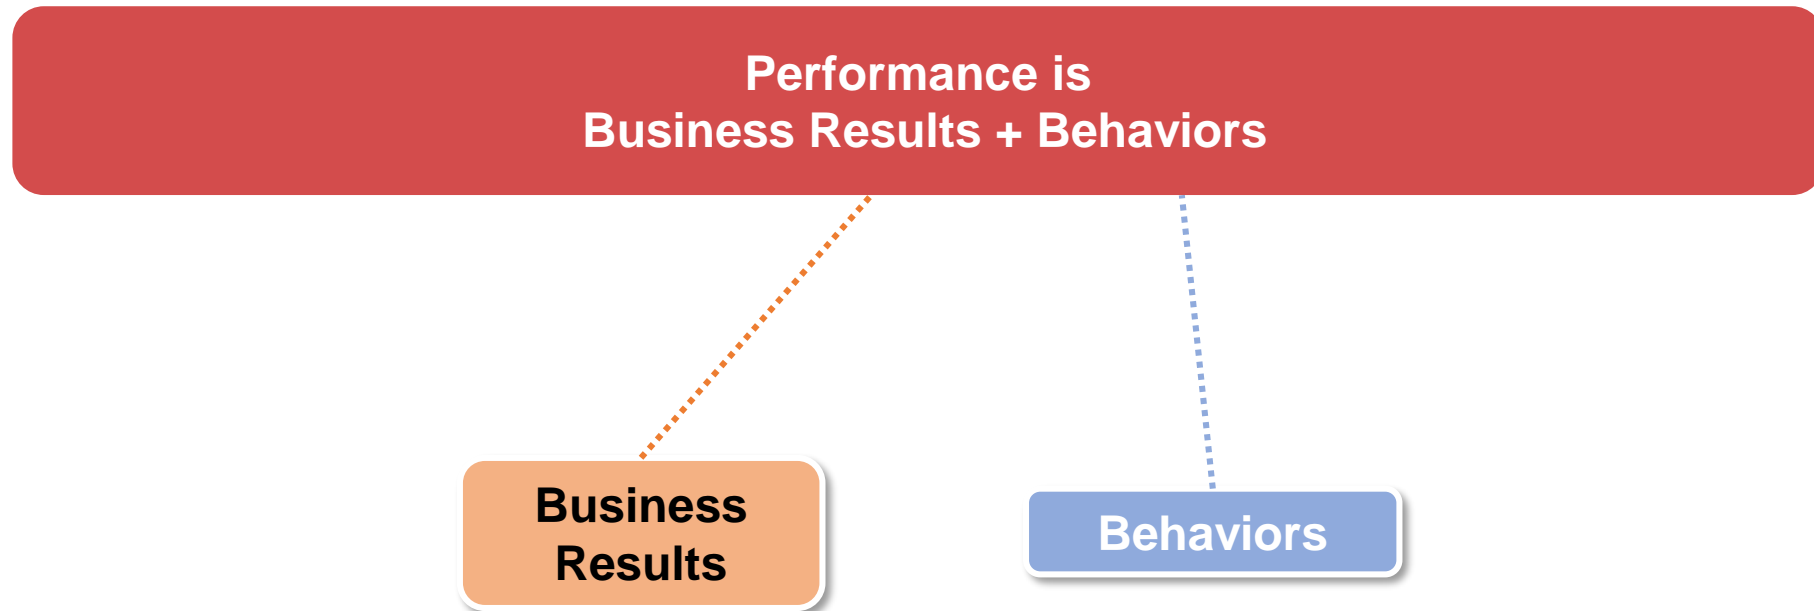 Performance is
Business Results + Behaviors
Business
Results
Behaviors